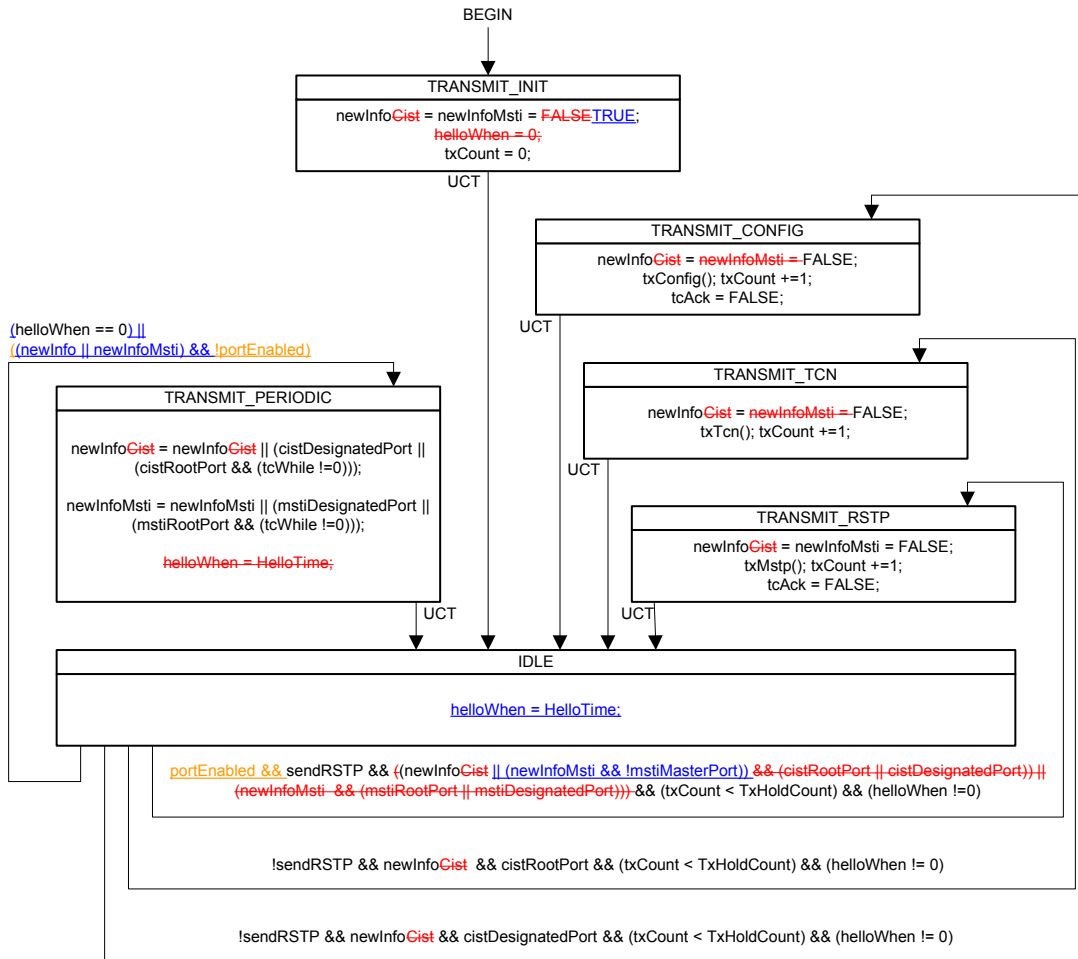 BEGIN
TRANSMIT_INIT
newInfoCist = newInfoMsti = FALSETRUE;
helloWhen = 0;
txCount = 0;
UCT
TRANSMIT_CONFIG
newInfoCist = newInfoMsti = FALSE;
txConfig(); txCount +=1;
tcAck = FALSE;
UCT
(helloWhen == 0) ||
((newInfo || newInfoMsti) && !portEnabled)
TRANSMIT_TCN
newInfoCist = newInfoMsti = FALSE;
txTcn(); txCount +=1;
UCT
TRANSMIT_PERIODIC
newInfoCist = newInfoCist || (cistDesignatedPort ||
(cistRootPort && (tcWhile !=0)));
newInfoMsti = newInfoMsti || (mstiDesignatedPort ||
(mstiRootPort && (tcWhile !=0)));
helloWhen = HelloTime;
UCT
TRANSMIT_RSTP
newInfoCist = newInfoMsti = FALSE;
txMstp(); txCount +=1;
tcAck = FALSE;
UCT
IDLE
helloWhen = HelloTime;
portEnabled && sendRSTP && ((newInfoCist || (newInfoMsti && !mstiMasterPort)) && (cistRootPort || cistDesignatedPort)) ||
(newInfoMsti && (mstiRootPort || mstiDesignatedPort))) && (txCount < TxHoldCount) && (helloWhen !=0)
!sendRSTP && newInfoCist && cistRootPort && (txCount < TxHoldCount) && (helloWhen != 0)
!sendRSTP && newInfoCist && cistDesignatedPort && (txCount < TxHoldCount) && (helloWhen != 0)